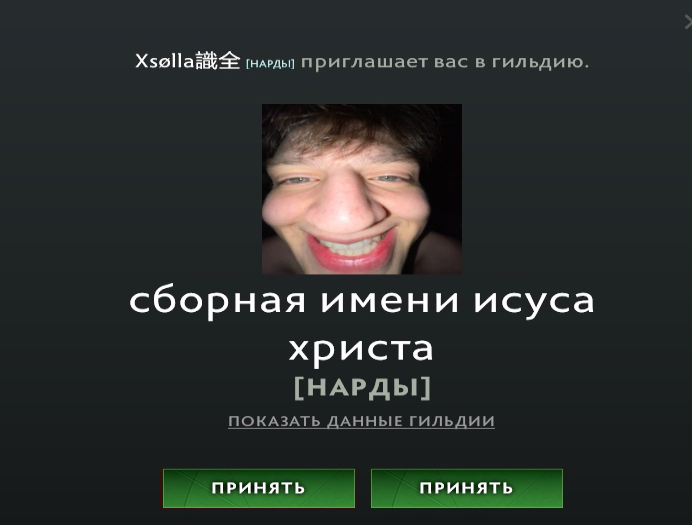 Xsølla識全 [НАРДЫ] приглашает вас в гильдию.
сборная имени исуса
христа
[НАРДЫ]
ПОКАЗАТЬ ДАННЫЕ ГИЛЬДИИ
ПРИНЯТЬ ПРИНЯТЬ